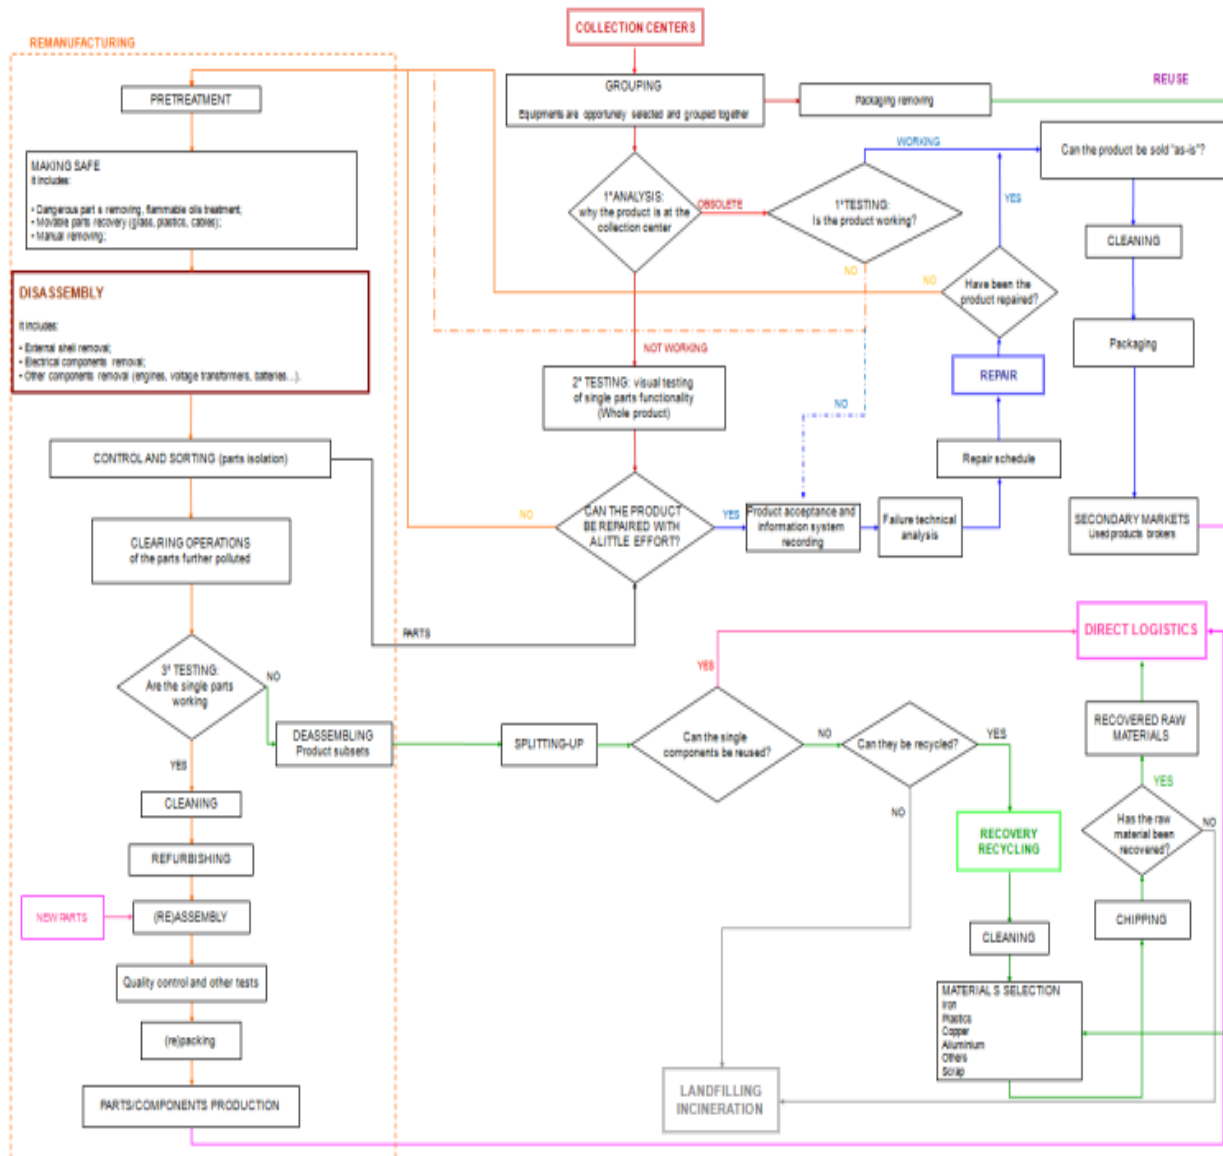 COLLECTION CENTERS
REMANUFACTURING
GROUPING
Equipments are opportunely selected and grouped together
Packaging removing
REUSE
PRETREATMENT
MAKING SAFE
It includes:
• Dangerous part s removing, flammable oils treatment;
• Movable parts recovery (glass, plastics, cables);
• Manual removing;
WORKING
Can the product be sold "as-is"?
1°ANALYSIS:
why the product is at the
collection center
OBSOLETE
1°TESTING:
Is the product working?
YES
CLEANING
NO
NO
Have been the
product repaired?
DISASSEMBLY
It includes:
• External shell removal;
• Electrical components removal;
• Other components removal (engines, voltage transformers, batteries...).
NOT WORKING
Packaging
2° TESTING: visual testing
of single parts functionality
(Whole product)
REPAIR
NO
CONTROL AND SORTING (parts isolation)
Repair schedule
NO
CAN THE PRODUCT
BE REPAIRED WITH
ALITTLE EFFORT?
YES
Product acceptance and
information system
recording
Failure technical
analysis
SECONDARY MARKETS
Used products brokers
CLEARING OPERATIONS
of the parts further polluted
PARTS
DIRECT LOGISTICS
3° TESTING:
Are the single parts
working
NO
YES
DEASSEMBLING
Product subsets
SPLITTING-UP
Can the single
components be reused?
NO
Can they be recycled?
YES
RECOVERED RAW
MATERIALS
YES
YES
NO
CLEANING
RECOVERY
RECYCLING
Has the raw
material been
recovered?
NO
REFURBISHING
NEW PARTS
(RE)ASSEMBLY
CLEANING
CHIPPING
Quality control and other tests
MATERIAL S SELECTION
Iron
Plastics
Copper
Alluminium
Others
Scrap
(re)packing
LANDFILLING
INCINERATION
PARTS/COMPONENTS PRODUCTION